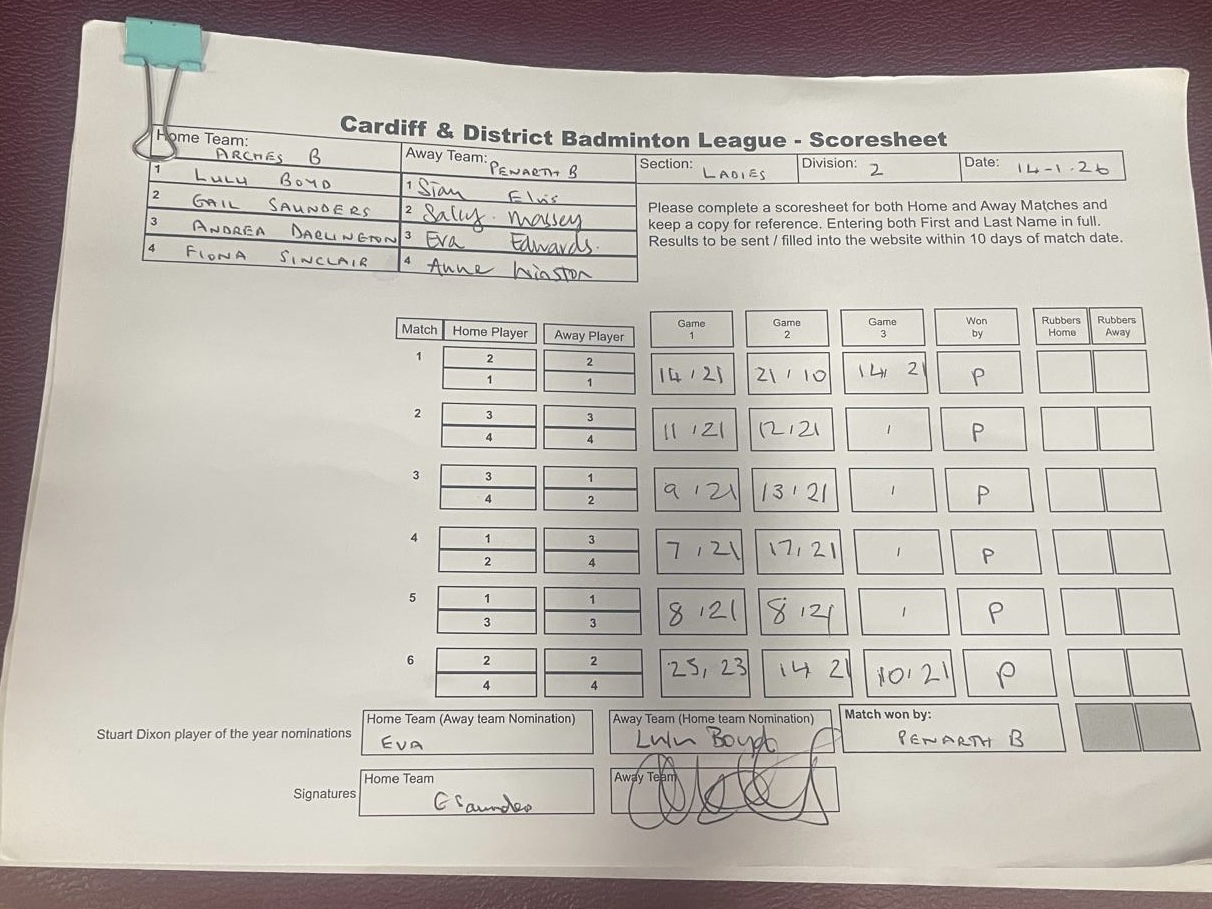 Cardiff & District Badminton League - Scoresheet
Home Team: ARCHES B Away Team: PENARTH B Section: LADIES Division: 2 Date: 14-1-26
1 LULU BOYD 1 Sian Elvis
2 GAIL SAUNDERS 2 Sally Massey
3 ANDREA DARLINGTON 3 Eva Edwards.
4 FIONA SINCLAIR 4 Anne Winston
Please complete a scoresheet for both Home and Away Matches and
keep a copy for reference. Entering both First and Last Name in full.
Results to be sent / filled into the website within 10 days of match date.
Match Home Player Away Player Game 1 Game 2 Game 3 Won by Rubbers Home Rubbers Away
1 2 2 14 , 21 21 , 10 14 , 21 P
1 1
2 3 3 11 , 21 12 , 21 , P
4 4
3 3 1 9 , 21 13 , 21 , P
4 2
4 1 3 7 , 21 17 , 21 , P
2 4
5 1 1 8 , 21 8 , 21 , P
3 3
6 2 2 25 , 23 14 21 10 , 21 P
4 4
Stuart Dixon player of the year nominations
Home Team (Away team Nomination)
EVA
Away Team (Home team Nomination)
Lulu Boyd
Match won by:
PENARTH B
Signatures
Home Team
G Saunders
Away Team